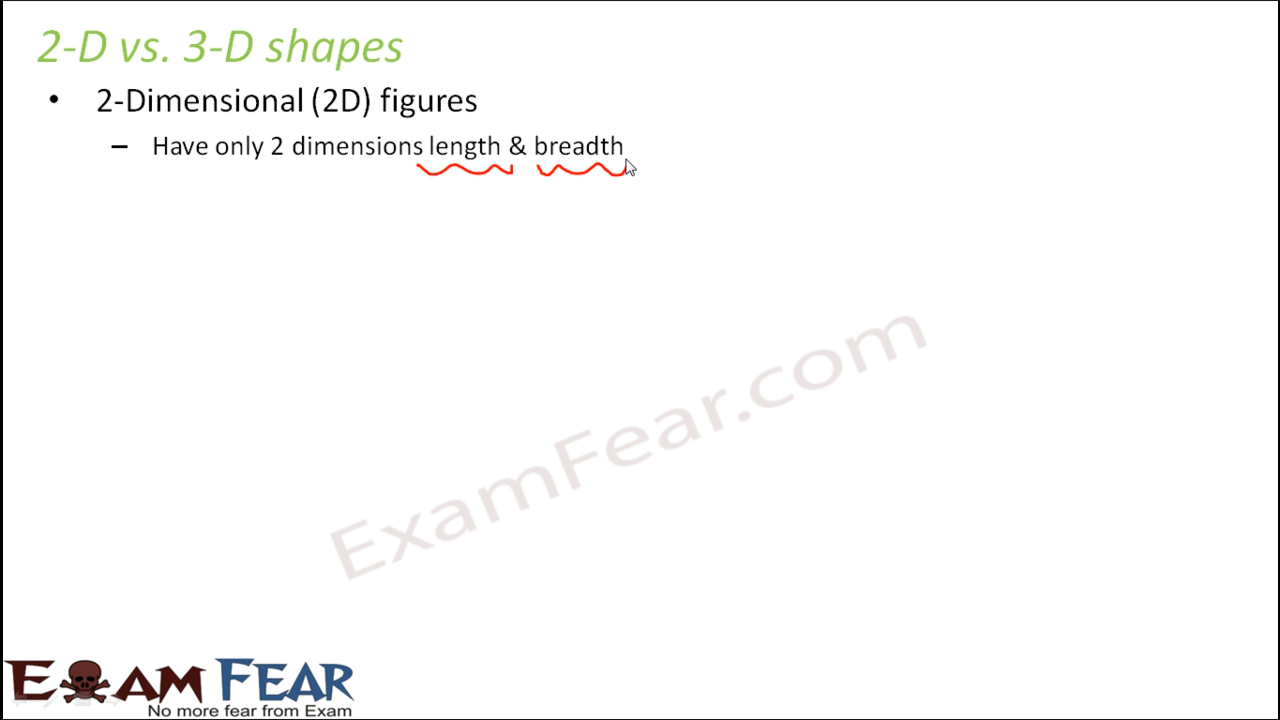 2-D vs. 3-D shapes
• 2-Dimensional (2D) figures
– Have only 2 dimensions length & breadth
ExamFear.com
EXAM FEAR
No more fear from Exam